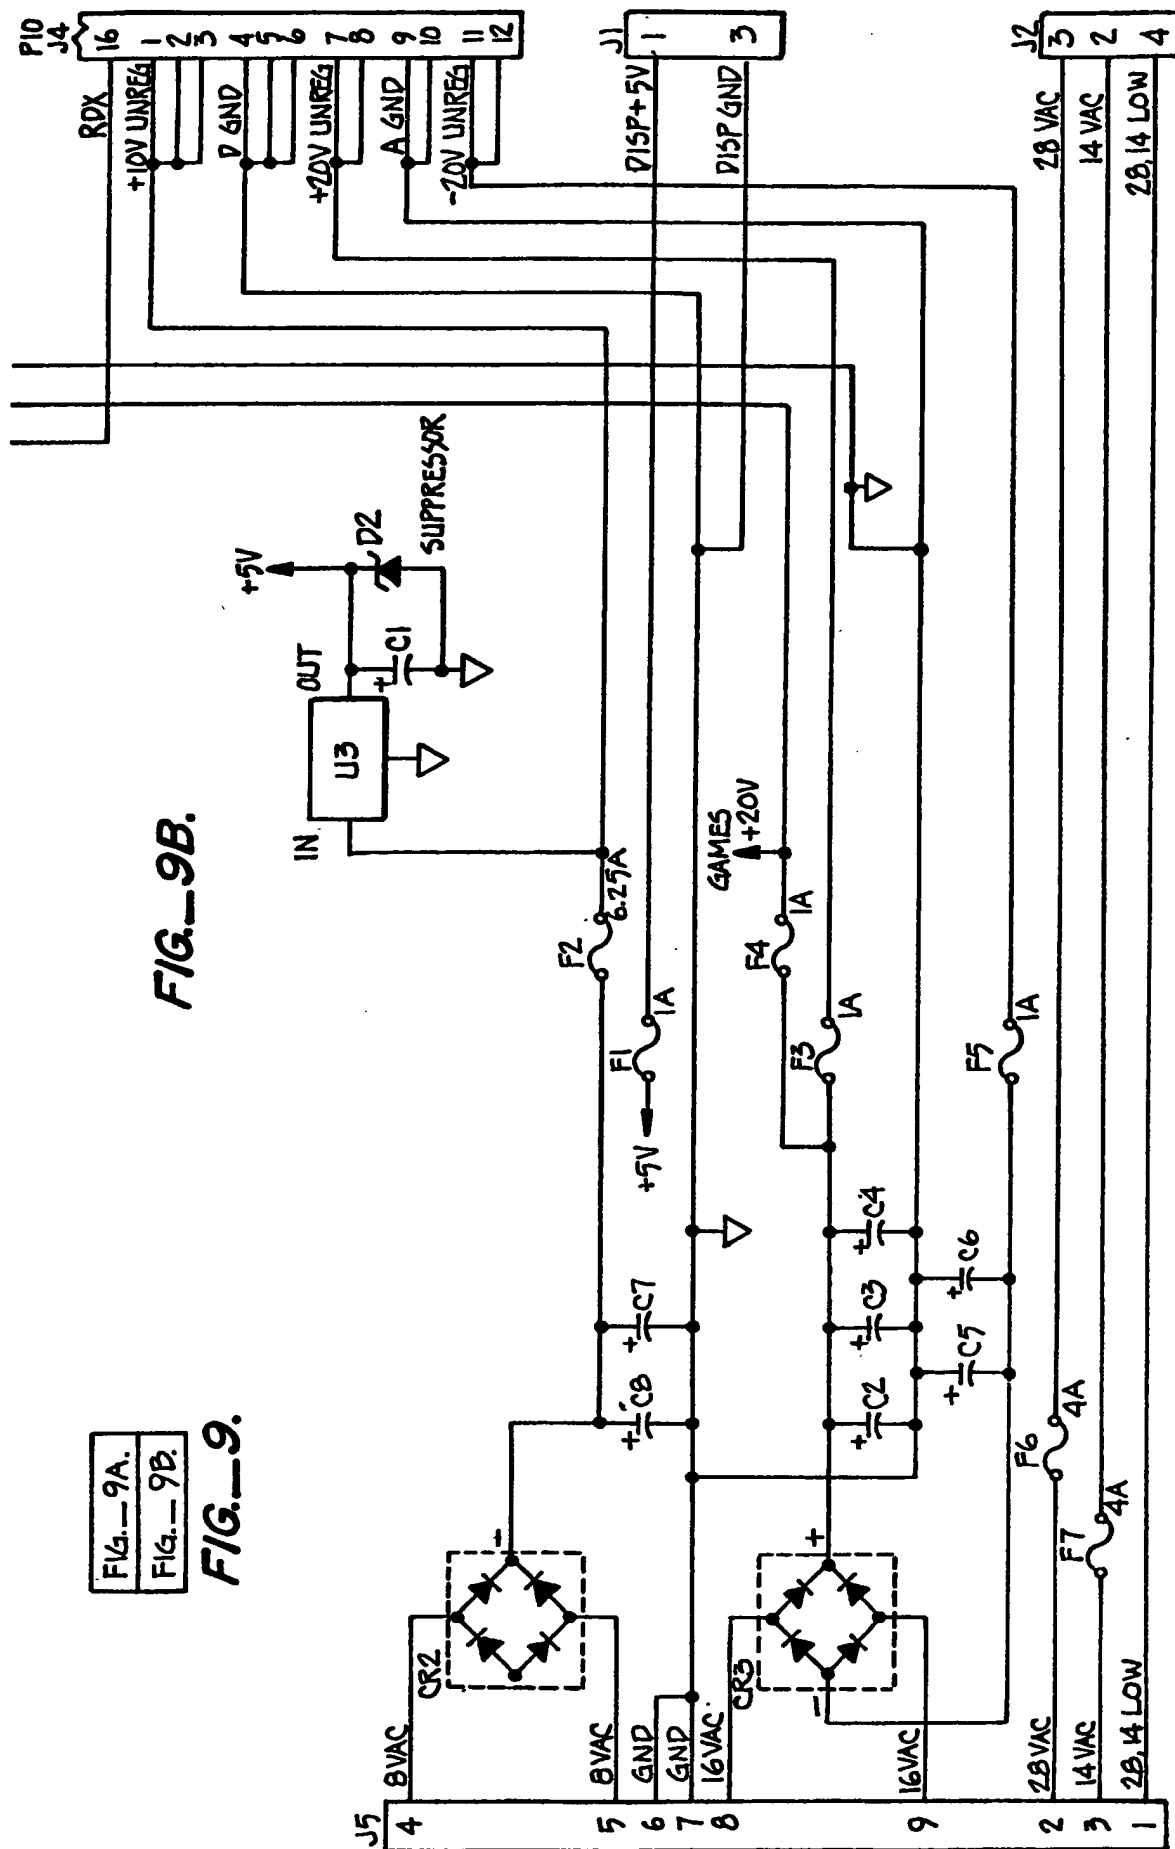 FIG.—9A.
FIG.—9B.
FIG.—9.
FIG.—9B.
J5
4
5
6
7
8
9
2
3
1
8VAC
8VAC
GND
GND
16VAC
16VAC
28VAC
14 VAC
28, 14 LOW
CR2
-
CR3
+
-
+
C8
+
C7
+
C2
+
C3
+
C4
+
C5
+
C6
+5V
F1
1A
F2
6.25A
F3
1A
F4
1A
F5
1A
F6
4A
F7
4A
GAMES
+20V
IN
U3
OUT
+
C1
+5V
D2
SUPPRESSOR
P10
J4
16
1
2
3
4
5
6
7
8
9
10
11
12
RDX
+10V UNREG
D GND
+20V UNREG
A GND
-20V UNREG
J1
1
3
DISP+5V
DISP GND
J2
3
2
4
28 VAC
14 VAC
28, 14 LOW